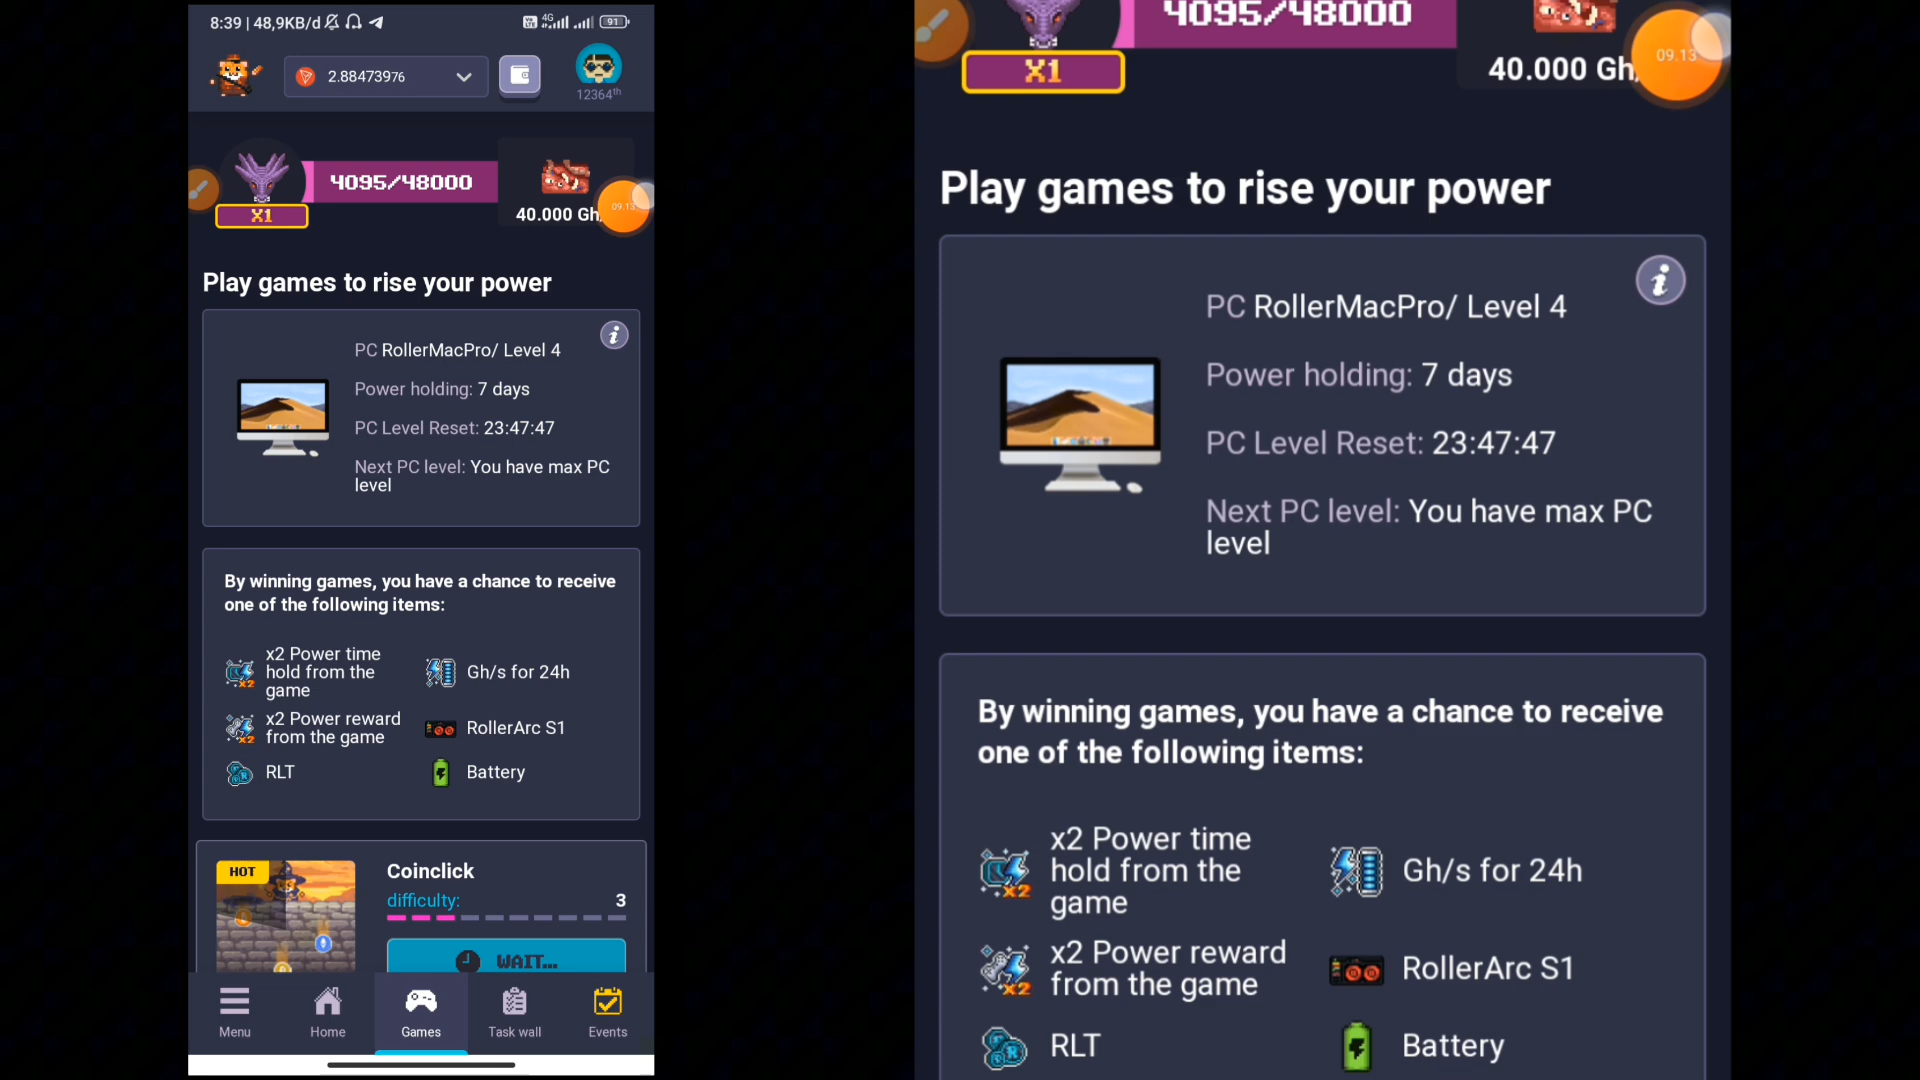 8:39 | 48,9KB/d
4G
91
2.88473976
12364th
4095/48000
X1
40.000 Gh
09.13
Play games to rise your power
PC RollerMacPro/ Level 4
Power holding: 7 days
PC Level Reset: 23:47:47
Next PC level: You have max PC
level
By winning games, you have a chance to receive
one of the following items:
x2 Power time
hold from the
game
Gh/s for 24h
x2 Power reward
from the game
RollerArc S1
RLT
Battery
HOT
Coinclick
difficulty:
3
WAIT...
Menu
Home
Games
Task wall
Events
4095/48000
X1
40.000 Gh
09.13
Play games to rise your power
PC RollerMacPro/ Level 4
Power holding: 7 days
PC Level Reset: 23:47:47
Next PC level: You have max PC
level
By winning games, you have a chance to receive
one of the following items:
x2 Power time
hold from the
game
Gh/s for 24h
x2 Power reward
from the game
RollerArc S1
RLT
Battery